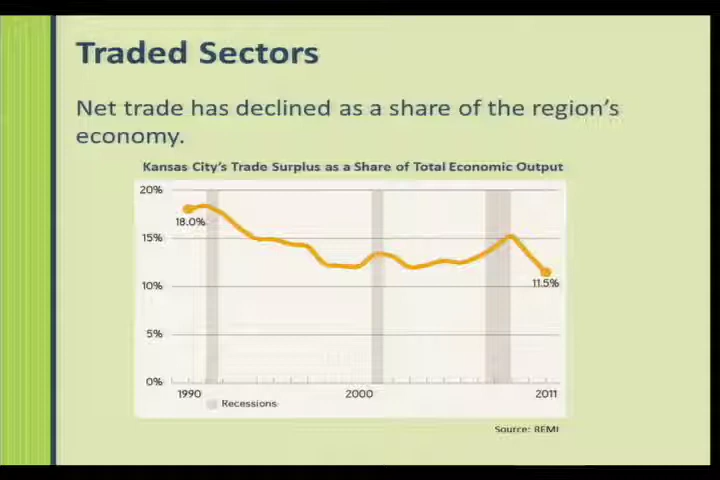 Traded Sectors
Net trade has declined as a share of the region's
economy.
Kansas City's Trade Surplus as a Share of Total Economic Output
20%
18.0%
15%
10%
11.5%
5%
0%
1990 2000 2011
Recessions
Source: REMI